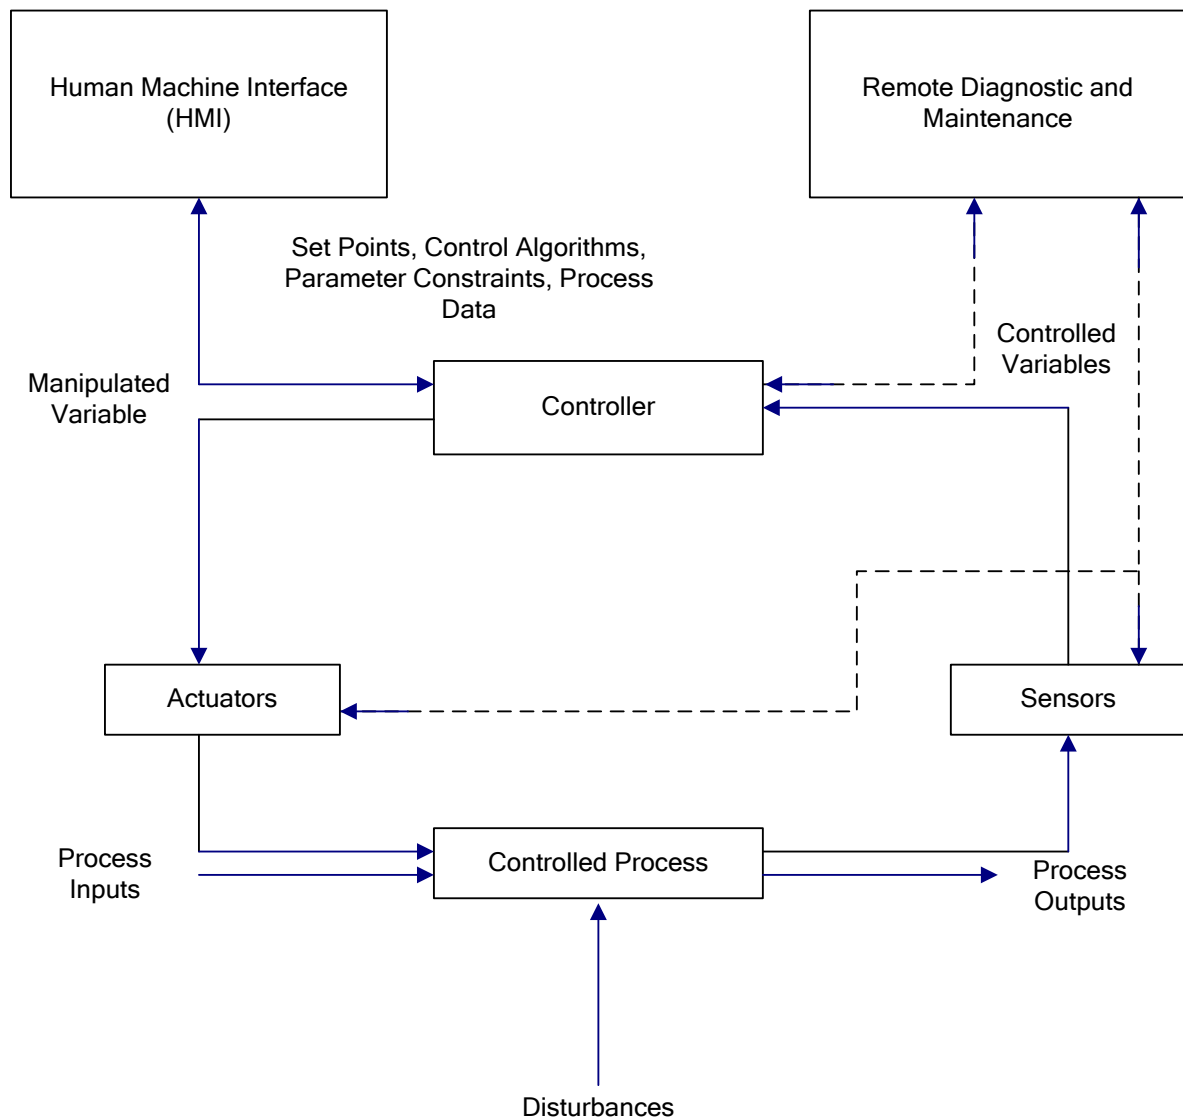 Human Machine Interface
(HMI)
Remote Diagnostic and
Maintenance
Set Points, Control Algorithms,
Parameter Constraints, Process
Data
Controlled
Variables
Manipulated
Variable
Controller
Actuators
Sensors
Process
Inputs
Controlled Process
Process
Outputs
Disturbances